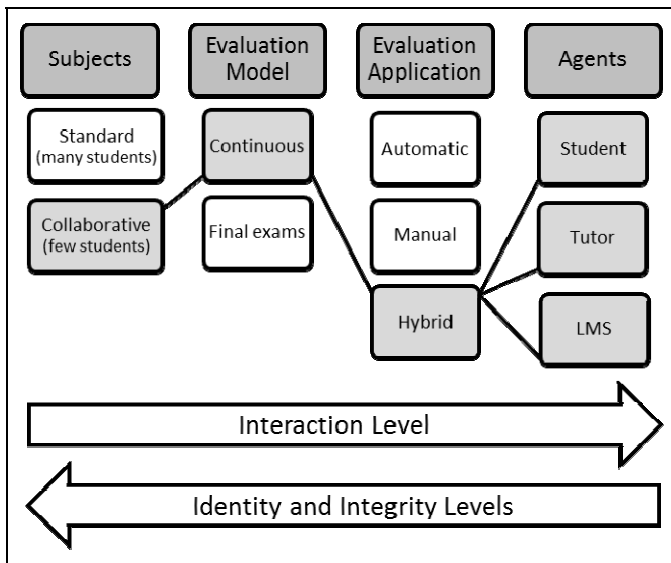 Subjects
Evaluation
Model
Evaluation
Application
Agents
Standard
(many students)
Continuous
Automatic
Student
Collaborative
(few students)
Final exams
Manual
Tutor
Hybrid
LMS
Interaction Level
Identity and Integrity Levels